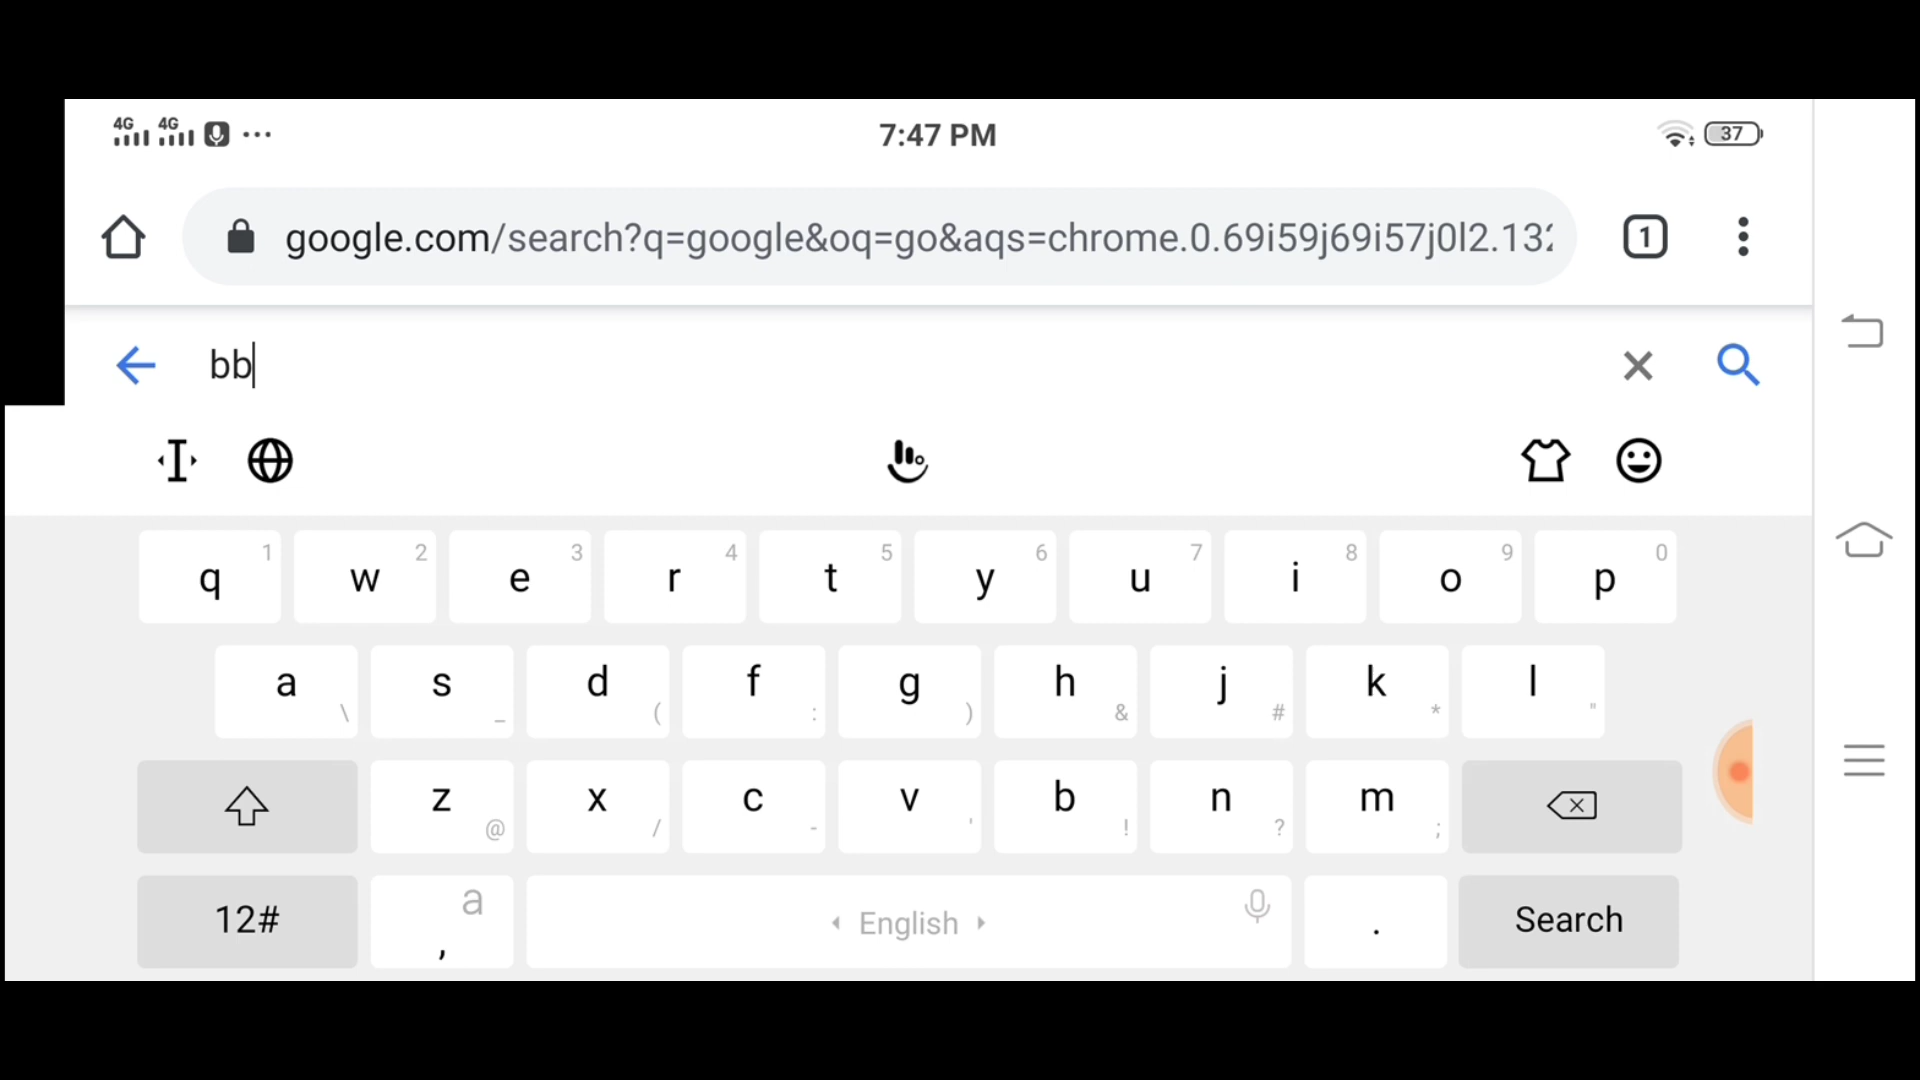 4G 4G ... 7:47 PM 37
google.com/search?q=google&oq=go&aqs=chrome.0.69i59j69i57j0l2.13 1
bb
1 2 3 4 5 6 7 8 9 0
q w e r t y u i o p
a s d f g h j k l
\ _ ( : ) & # * "
z x c v b n m
@ / - ' ! ? ;
12# a , English . Search